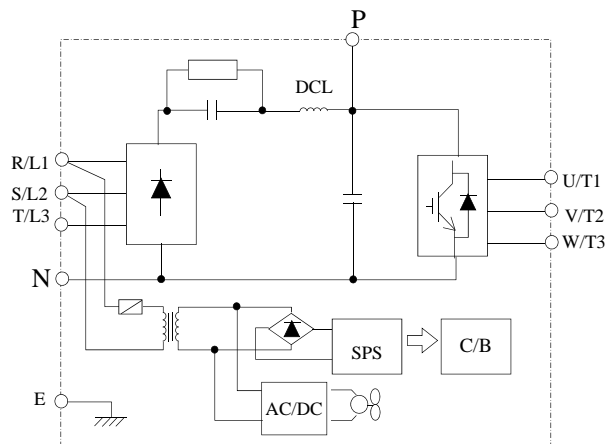 P
DCL
R/L1
S/L2
T/L3
U/T1
V/T2
W/T3
N
SPS
C/B
E
AC/DC